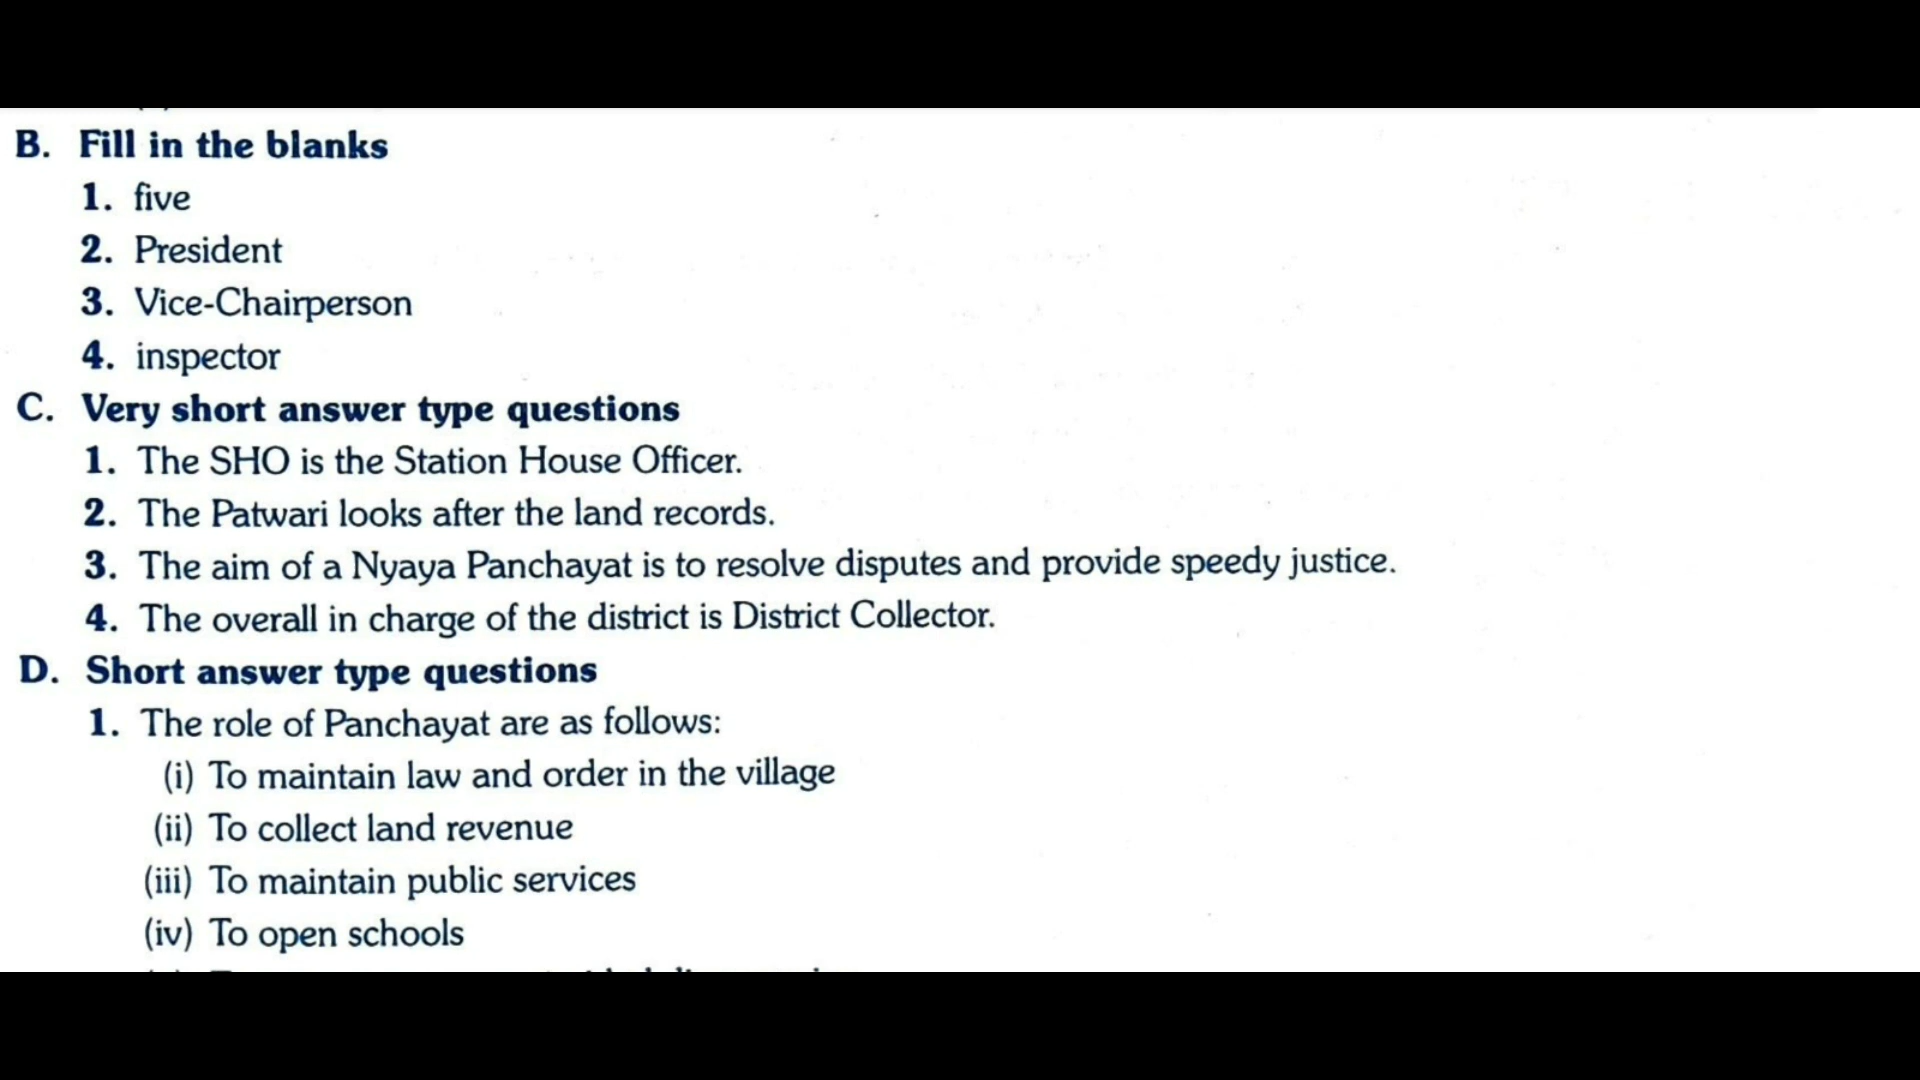 B. Fill in the blanks
1. five
2. President
3. Vice-Chairperson
4. inspector
C. Very short answer type questions
1. The SHO is the Station House Officer.
2. The Patwari looks after the land records.
3. The aim of a Nyaya Panchayat is to resolve disputes and provide speedy justice.
4. The overall in charge of the district is District Collector.
D. Short answer type questions
1. The role of Panchayat are as follows:
(i) To maintain law and order in the village
(ii) To collect land revenue
(iii) To maintain public services
(iv) To open schools